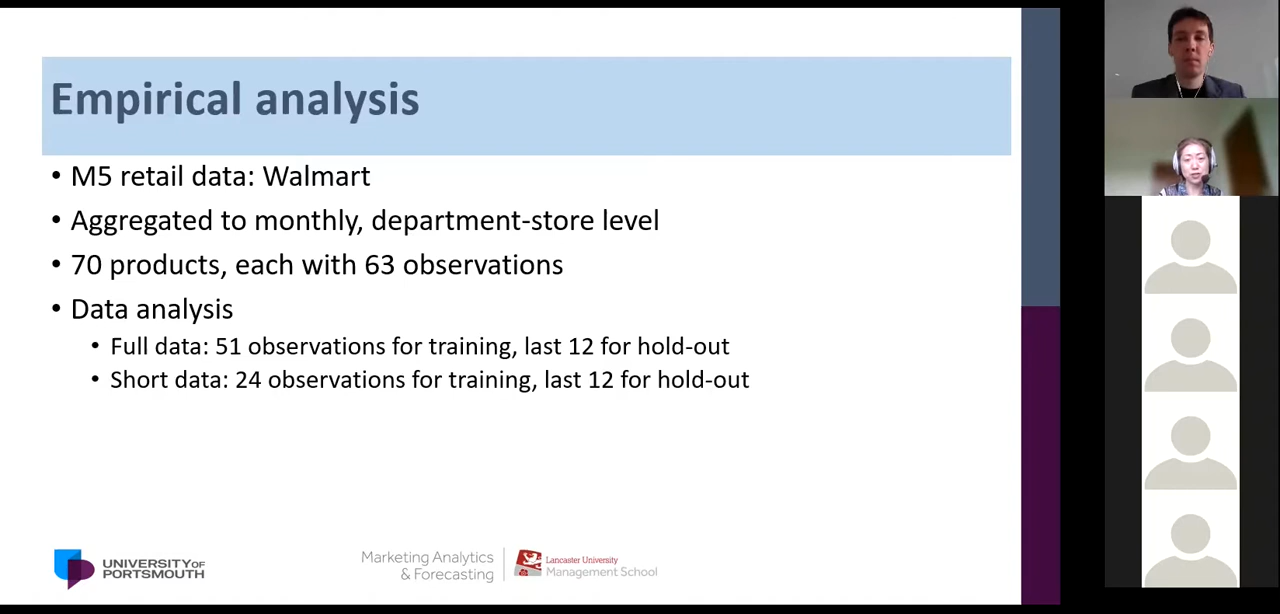 Empirical analysis
• M5 retail data: Walmart
• Aggregated to monthly, department-store level
• 70 products, each with 63 observations
• Data analysis
• Full data: 51 observations for training, last 12 for hold-out
• Short data: 24 observations for training, last 12 for hold-out
UNIVERSITY OF
PORTSMOUTH
Marketing Analytics
& Forecasting
Lancaster University
Management School